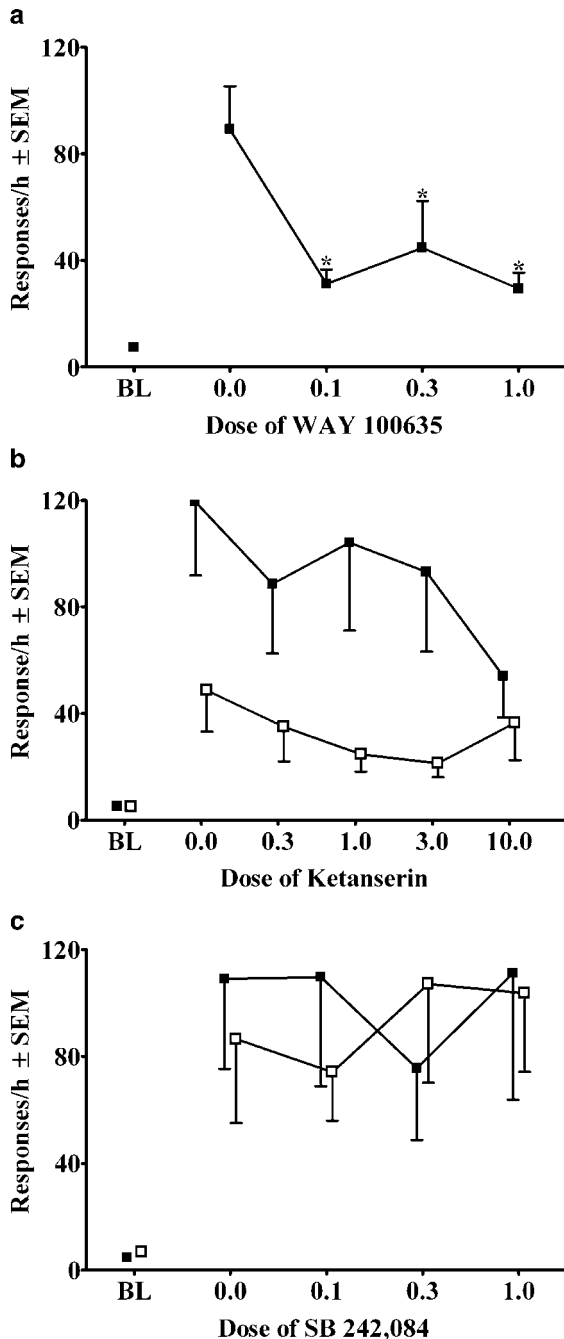 a
Responses/h ± SEM
120
80
40
0
*
*
*
BL 0.0 0.1 0.3 1.0
Dose of WAY 100635
b
Response/h ± SEM
120
80
40
0
BL 0.0 0.3 1.0 3.0 10.0
Dose of Ketanserin
c
Responses/h ± SEM
120
80
40
0
BL 0.0 0.1 0.3 1.0
Dose of SB 242,084